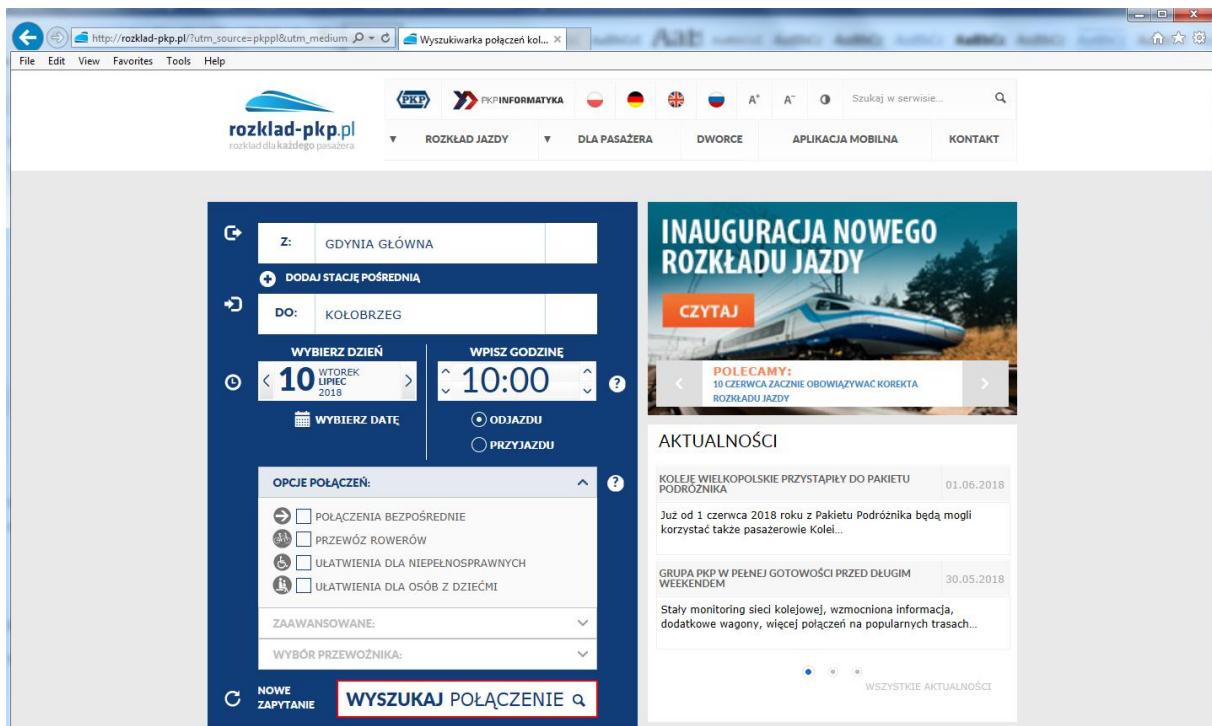 http://rozklad-pkp.pl/?utm_source=pkppl&utm_medium
Wyszukiwarka połączeń kol...
File Edit View Favorites Tools Help
PKP
PKPINFORMATYKA
A+ A-
Szukaj w serwisie...
rozklad-pkp.pl
rozkład dla każdego pasażera
ROZKŁAD JAZDY
DLA PASAŻERA
DWORCE
APLIKACJA MOBILNA
KONTAKT
Z: GDYNIA GŁÓWNA
DODAJ STACJĘ POŚREDNIĄ
DO: KOŁOBRZEG
WYBIERZ DZIEŃ
10 WTOREK
LIPIEC
2018
WYBIERZ DATĘ
WPISZ GODZINĘ
10:00
?
ODJAZDU
PRZYJAZDU
OPCJE POŁĄCZEŃ:
?
POŁĄCZENIA BEZPOŚREDNIE
PRZEWÓZ ROWERÓW
UŁATWIENIA DLA NIEPEŁNOSPRAWNYCH
UŁATWIENIA DLA OSÓB Z DZIEĆMI
ZAAWANSOWANE:
WYBÓR PRZEWOŹNIKA:
NOWE
ZAPYTANIE
WYSZUKAJ POŁĄCZENIE
INAUGURACJA NOWEGO
ROZKŁADU JAZDY
CZYTAJ
POLECAMY:
10 CZERWCA ZACZNIE OBOWIĄZYWAĆ KOREKTA
ROZKŁADU JAZDY
AKTUALNOŚCI
KOLEJE WIELKOPOLSKIE PRZYSTĄPIŁY DO PAKIETU
PODRÓŻNIKA
01.06.2018
Już od 1 czerwca 2018 roku z Pakietu Podróżnika będą mogli
korzystać także pasażerowie Kolei...
GRUPA PKP W PEŁNEJ GOTOWOŚCI PRZED DŁUGIM
WEEKENDEM
30.05.2018
Stały monitoring sieci kolejowej, wzmocniona informacja,
dodatkowe wagony, więcej połączeń na popularnych trasach...
WSZYSTKIE AKTUALNOŚCI